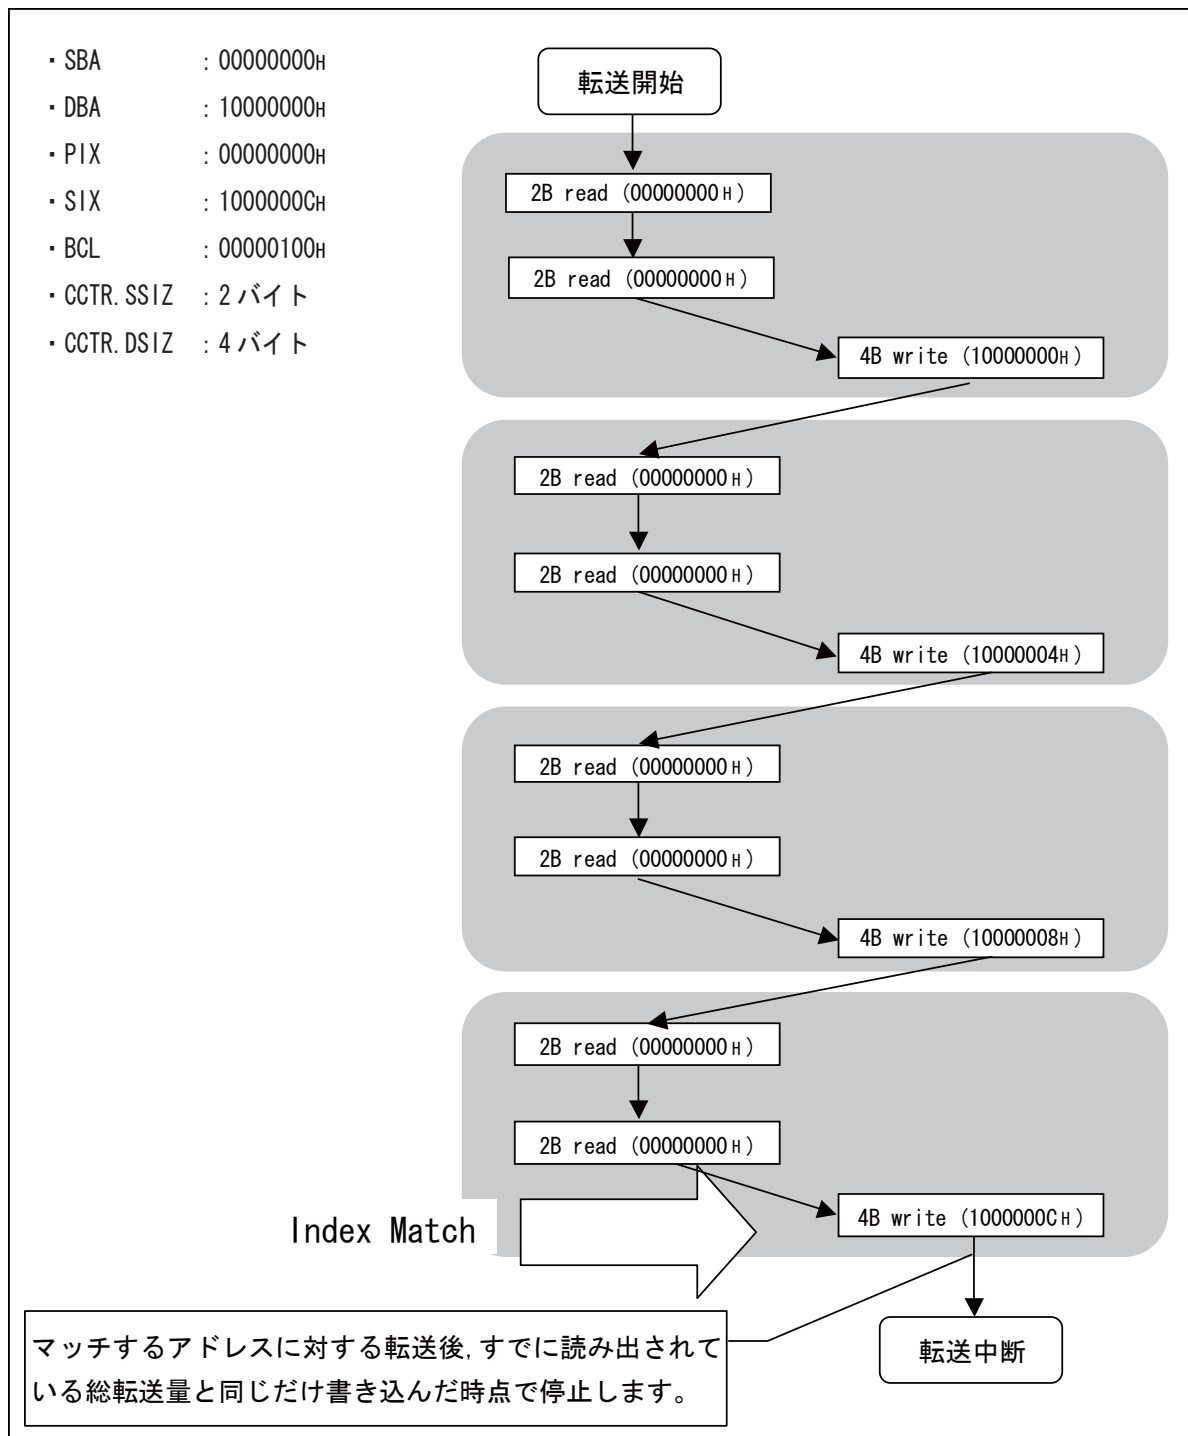 ・SBA : 00000000H
・DBA : 10000000H
・PIX : 00000000H
・SIX : 1000000CH
・BCL : 00000100H
・CCTR.SSIZ : 2 バイト
・CCTR.DSIZ : 4 バイト
転送開始
2B read (00000000H)
2B read (00000000H)
4B write (10000000H)
2B read (00000000H)
2B read (00000000H)
4B write (10000004H)
2B read (00000000H)
2B read (00000000H)
4B write (10000008H)
2B read (00000000H)
2B read (00000000H)
4B write (1000000CH)
Index Match
転送中断
マッチするアドレスに対する転送後,すでに読み出されて
いる総転送量と同じだけ書き込んだ時点で停止します。